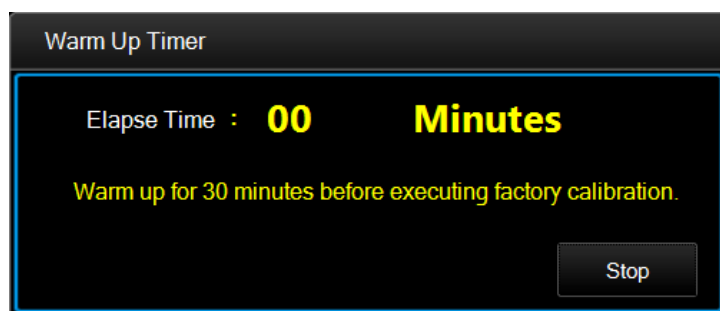 Warm Up Timer
Elapse Time : 00 Minutes
Warm up for 30 minutes before executing factory calibration.
Stop